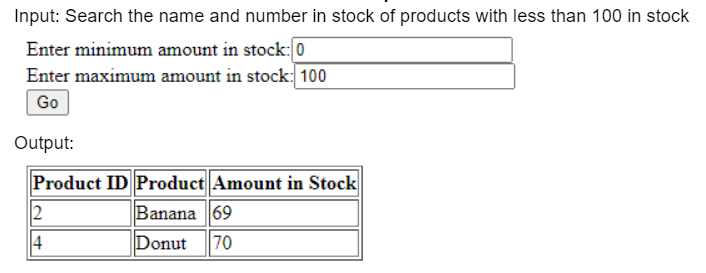 Input: Search the name and number in stock of products with less than 100 in stock
Enter minimum amount in stock: 0
Enter maximum amount in stock: 100
Go
Output:
Product ID Product Amount in Stock
2 Banana 69
4 Donut 70